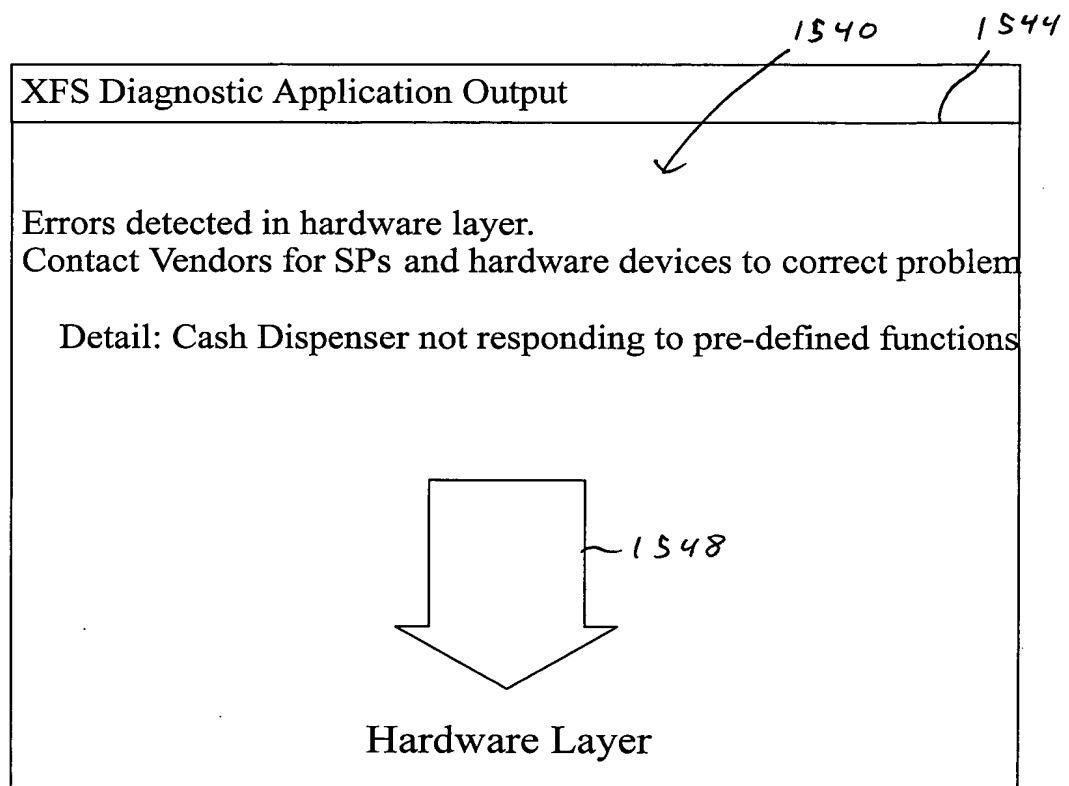 1540
1544
XFS Diagnostic Application Output
Errors detected in hardware layer.
Contact Vendors for SPs and hardware devices to correct problem
Detail: Cash Dispenser not responding to pre-defined functions
1548
Hardware Layer